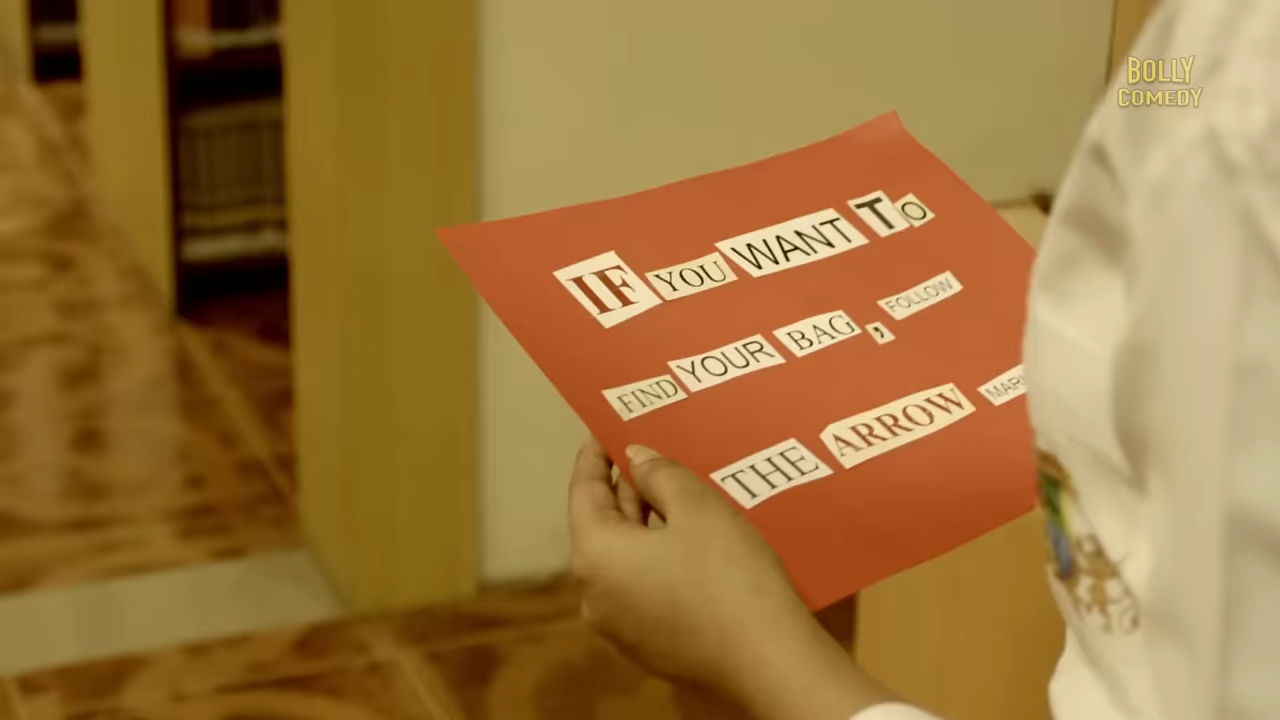 BOLLY
COMEDY
IF YOU WANT TO
FIND YOUR BAG, FOLLOW
THE ARROW